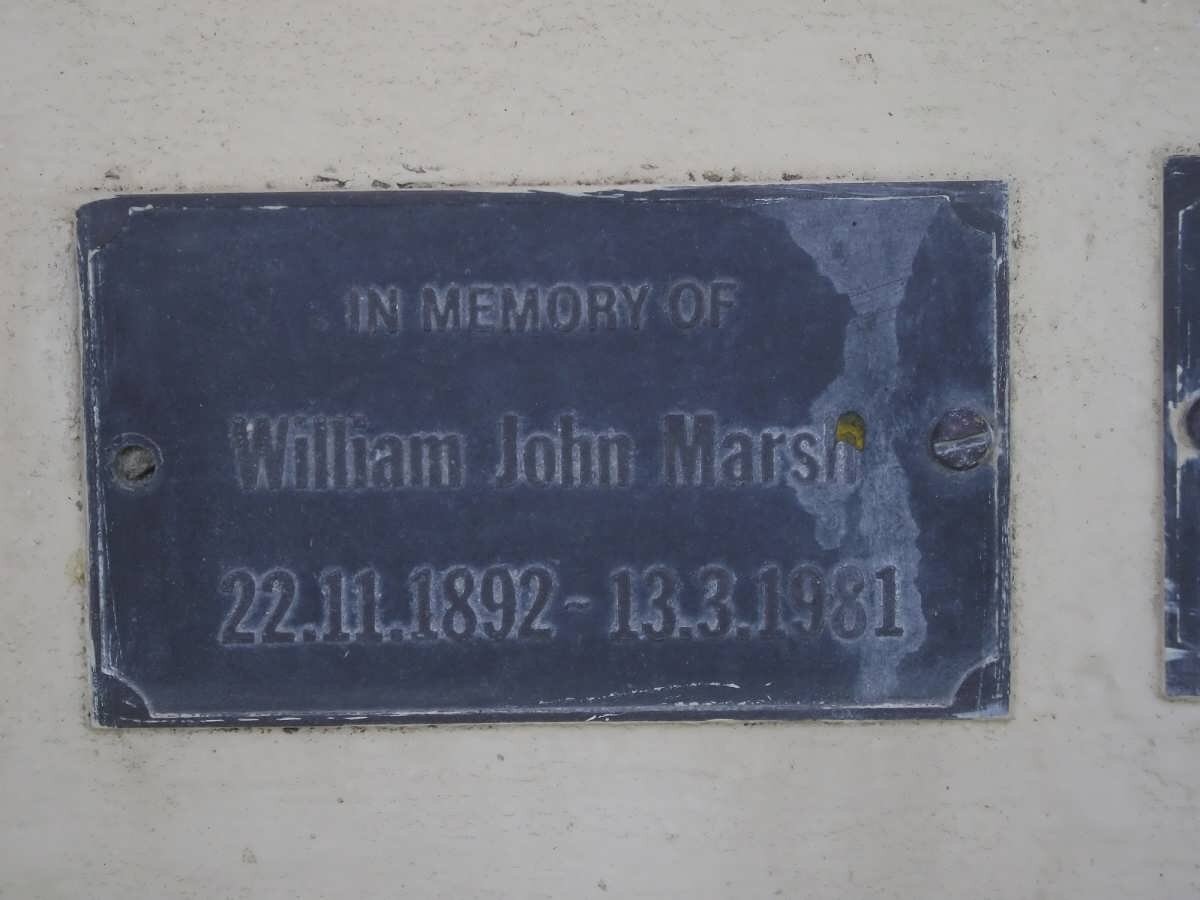 IN MEMORY OF
William John Marsh
22.11.1892 - 13.3.1981